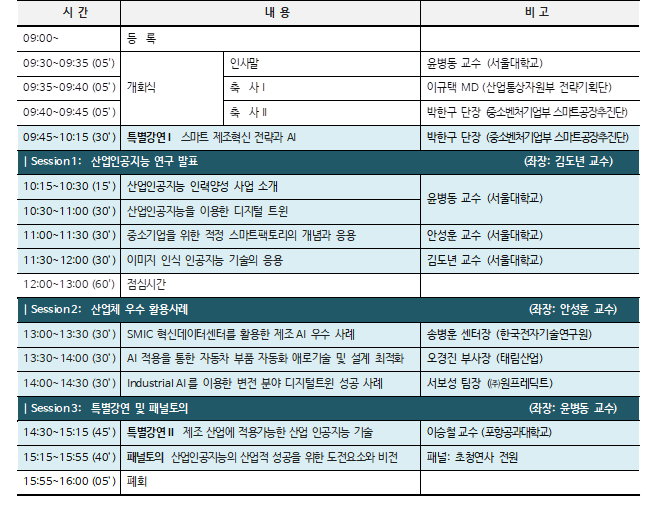 시 간 내 용 비 고
09:00~ 등 록
09:30~09:35 (05') 개회식 인사말 윤병동 교수 (서울대학교)
09:35~09:40 (05') 축 사 I 이규택 MD (산업통상자원부 전략기획단)
09:40~09:45 (05') 축 사 II 박한구 단장 (중소벤처기업부 스마트공장추진단)
09:45~10:15 (30') 특별강연 I 스마트 제조혁신 전략과 AI 박한구 단장 (중소벤처기업부 스마트공장추진단)
| Session 1: 산업인공지능 연구 발표 (좌장: 김도년 교수)
10:15~10:30 (15') 산업인공지능 인력양성 사업 소개 윤병동 교수 (서울대학교)
10:30~11:00 (30') 산업인공지능을 이용한 디지털 트윈
11:00~11:30 (30') 중소기업을 위한 적정 스마트팩토리의 개념과 응용 안성훈 교수 (서울대학교)
11:30~12:00 (30') 이미지 인식 인공지능 기술의 응용 김도년 교수 (서울대학교)
12:00~13:00 (60') 점심시간
| Session 2: 산업체 우수 활용사례 (좌장: 안성훈 교수)
13:00~13:30 (30') SMIC 혁신데이터센터를 활용한 제조 AI 우수 사례 송병훈 센터장 (한국전자기술연구원)
13:30~14:00 (30') AI 적용을 통한 자동차 부품 자동화 애로기술 및 설계 최적화 오경진 부사장 (태림산업)
14:00~14:30 (30') Industrial AI를 이용한 변전 분야 디지털트윈 성공 사례 서보성 팀장 (㈜원프레딕트)
| Session 3: 특별강연 및 패널토의 (좌장: 윤병동 교수)
14:30~15:15 (45') 특별강연 II 제조 산업에 적용가능한 산업 인공지능 기술 이승철 교수 (포항공과대학교)
15:15~15:55 (40') 패널토의 산업인공지능의 산업적 성공을 위한 도전요소와 비전 패널: 초청연사 전원
15:55~16:00 (05') 폐회